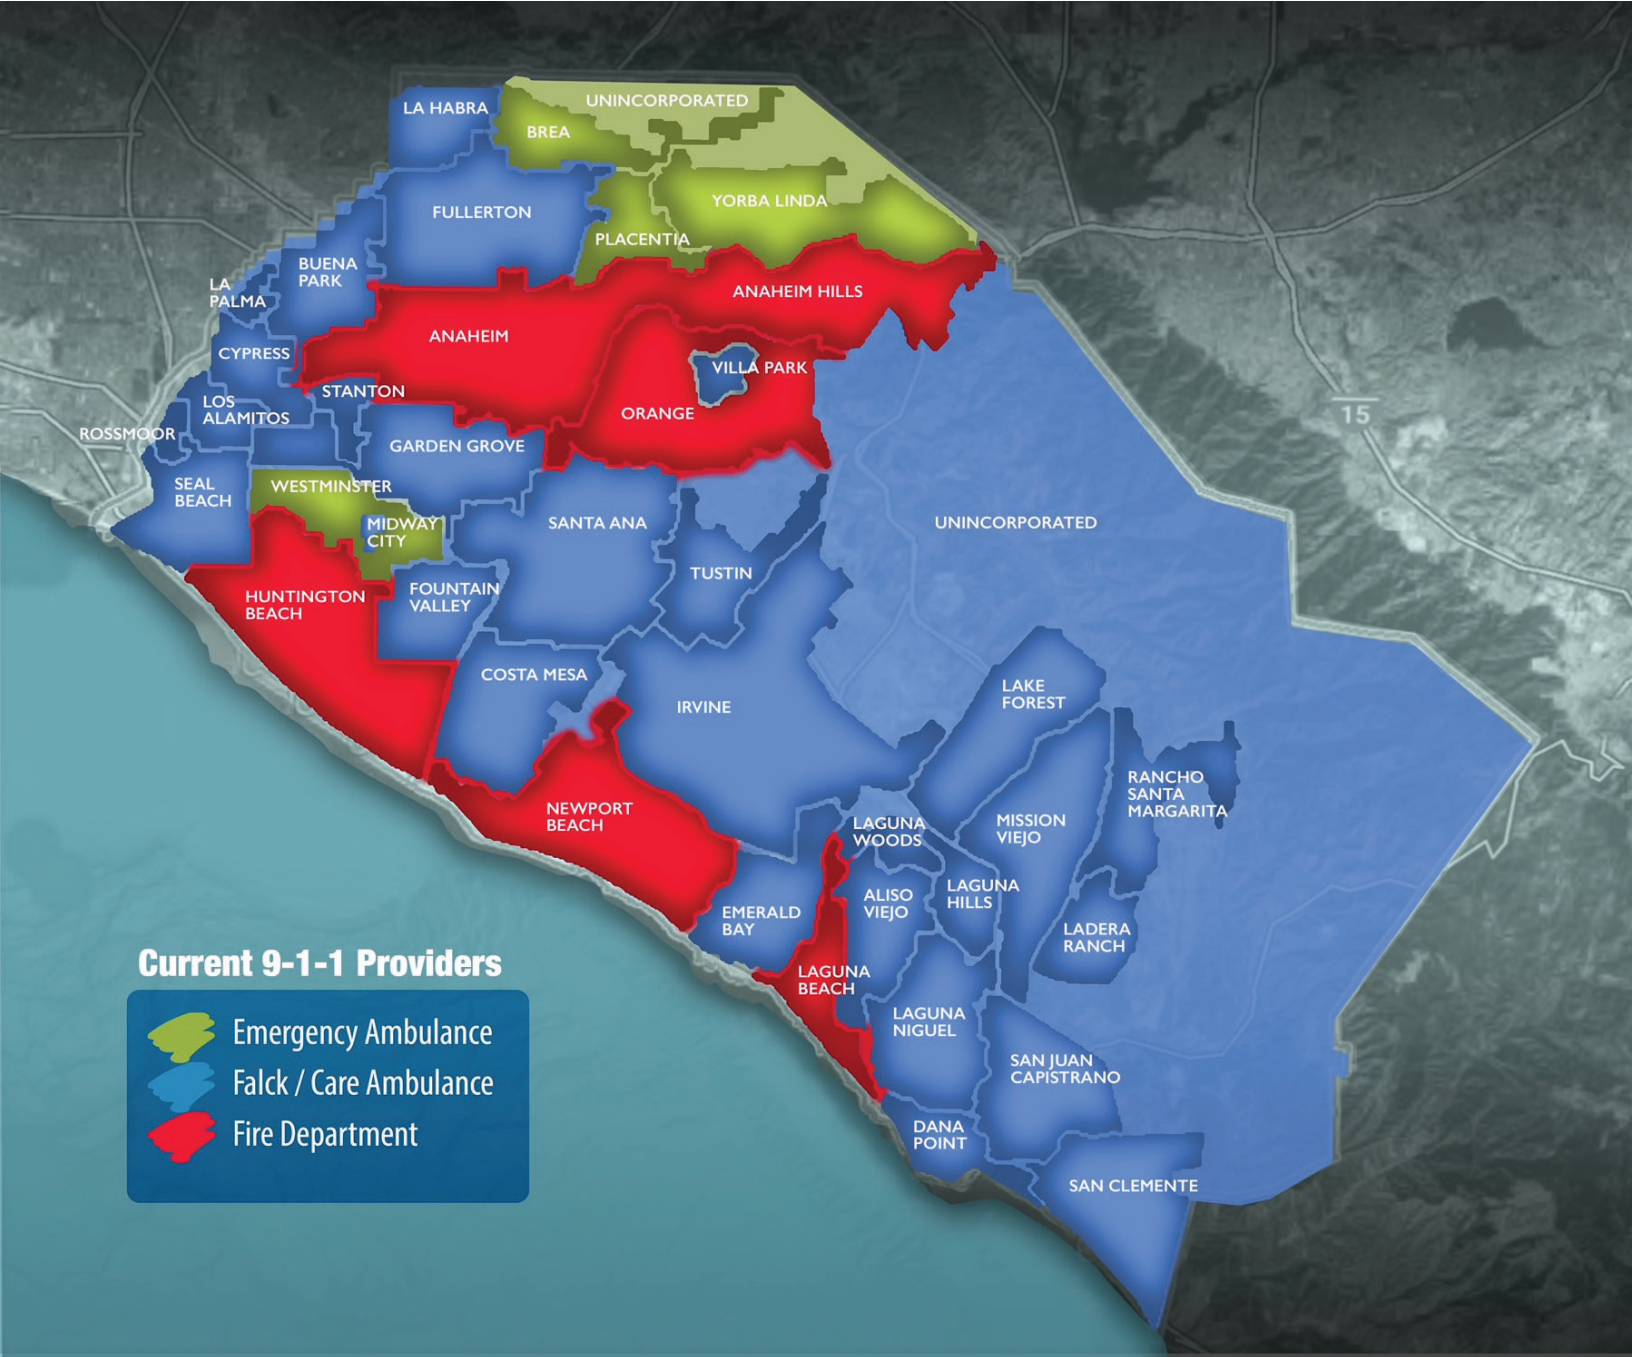 LA HABRA
UNINCORPORATED
BREA
YORBA LINDA
FULLERTON
PLACENTIA
BUENA
PARK
LA
PALMA
ANAHEIM HILLS
ANAHEIM
CYPRESS
VILLA PARK
STANTON
LOS
ALAMITOS
ORANGE
15
ROSSMOOR
GARDEN GROVE
SEAL
BEACH
WESTMINSTER
MIDWAY
CITY
SANTA ANA
UNINCORPORATED
TUSTIN
HUNTINGTON
BEACH
FOUNTAIN
VALLEY
COSTA MESA
IRVINE
LAKE
FOREST
RANCHO
SANTA
MARGARITA
NEWPORT
BEACH
MISSION
VIEJO
LAGUNA
WOODS
LAGUNA
HILLS
ALISO
VIEJO
EMERALD
BAY
LADERA
RANCH
LAGUNA
BEACH
LAGUNA
NIGUEL
SAN JUAN
CAPISTRANO
DANA
POINT
SAN CLEMENTE
Current 9-1-1 Providers
Emergency Ambulance
Falck / Care Ambulance
Fire Department